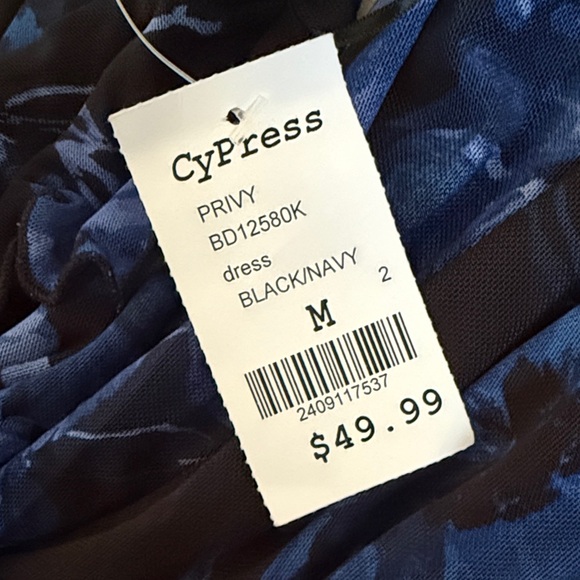 CyPress
PRIVY
BD12580K
dress
BLACK/NAVY 2
M
2409117537
$49.99